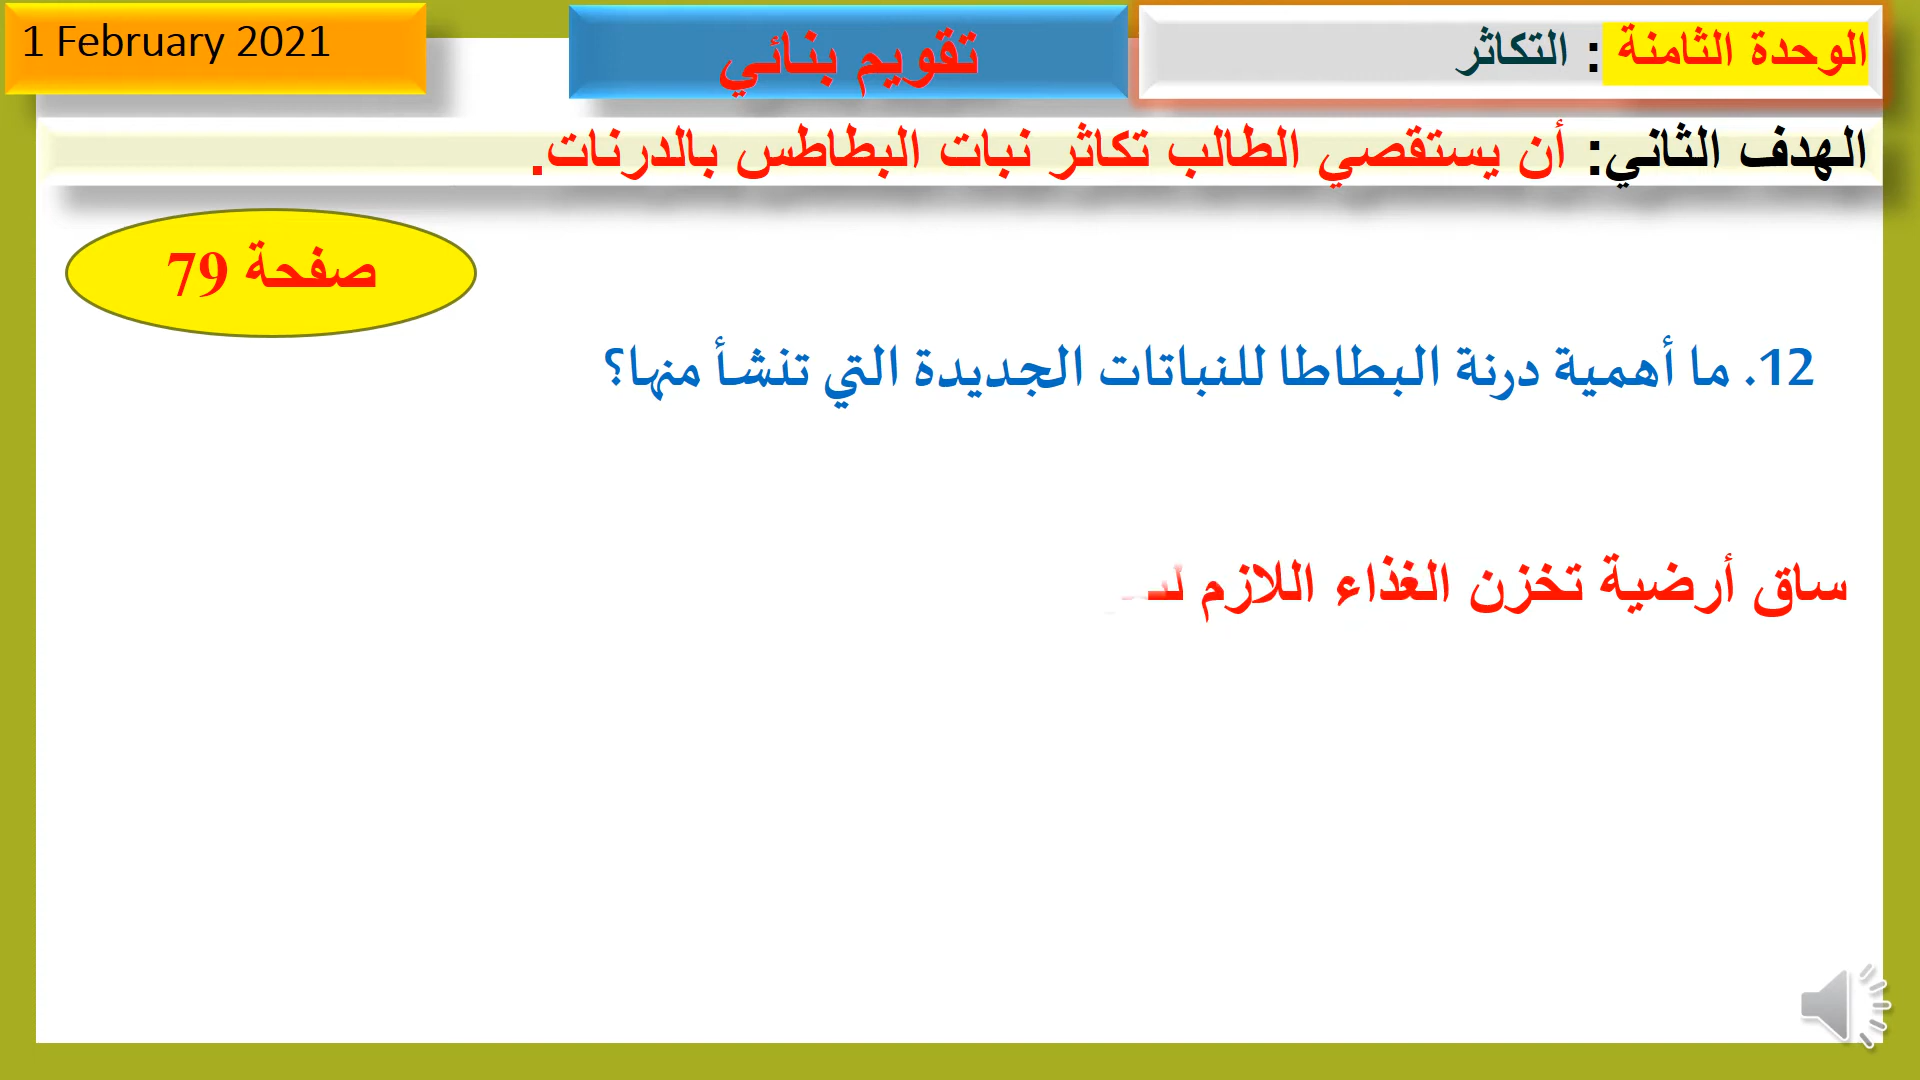 الوحدة الثامنة : التكاثر
تقويم بنائي
1 February 2021
الهدف الثاني: أن يستقصي الطالب تكاثر نبات البطاطس بالدرنات.
صفحة 79
12. ما أهمية درنة البطاطا للنباتات الجديدة التي تنشأ منها؟
ساق أرضية تخزن الغذاء اللازم